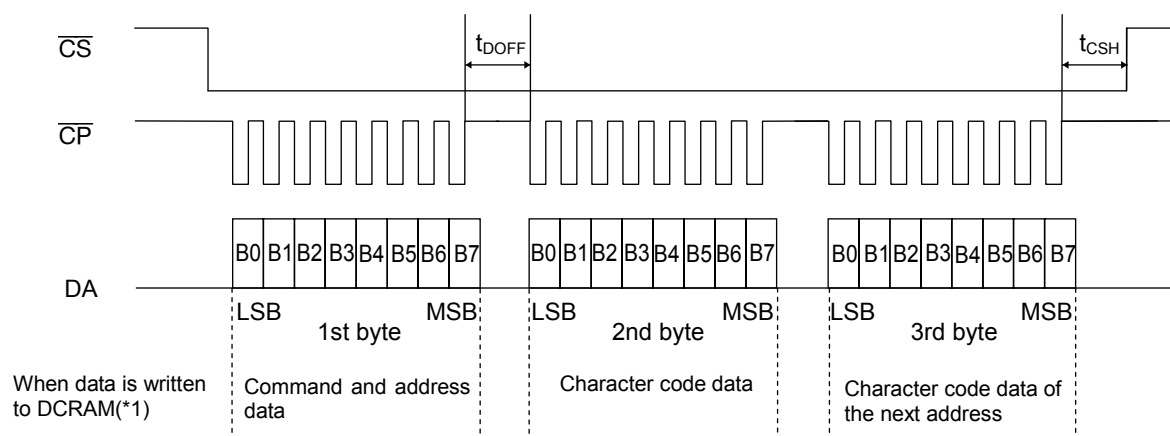 CS
tDOFF
tCSH
CP
B0 B1 B2 B3 B4 B5 B6 B7 B0 B1 B2 B3 B4 B5 B6 B7 B0 B1 B2 B3 B4 B5 B6 B7
DA
LSB MSB LSB MSB LSB MSB
1st byte 2nd byte 3rd byte
When data is written
to DCRAM(*1)
Command and address
data
Character code data
Character code data of
the next address